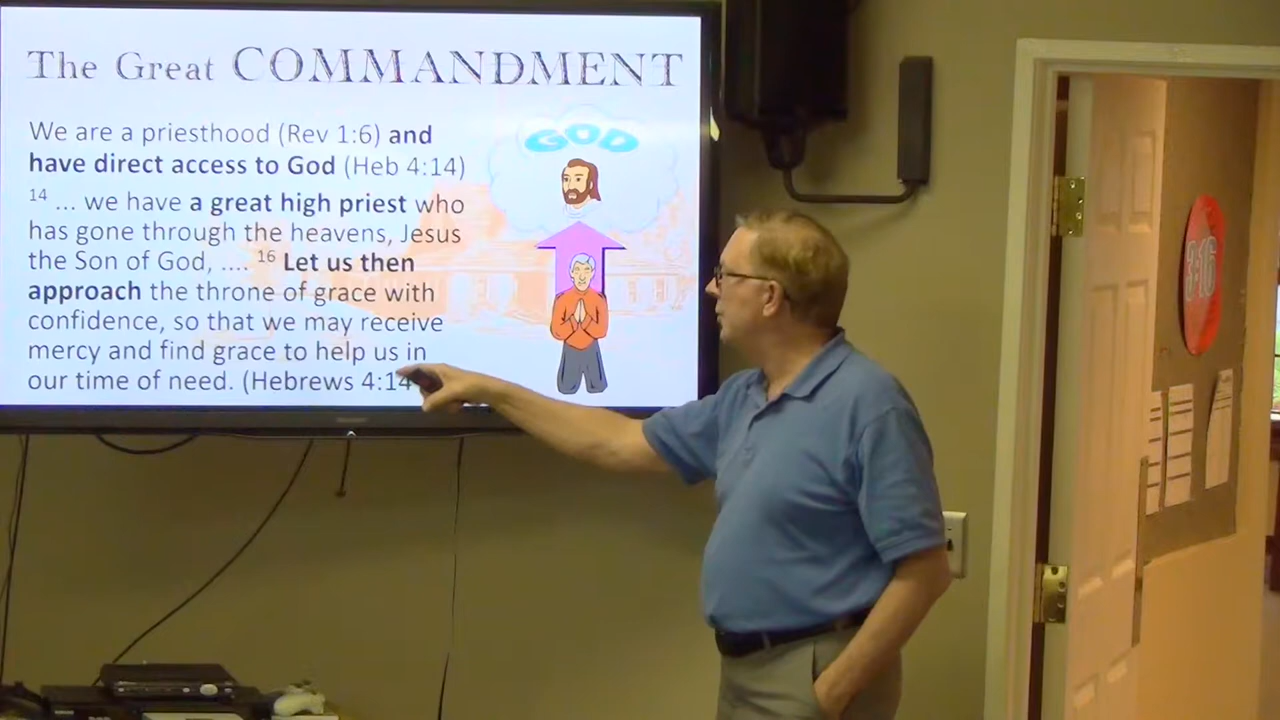 The Great COMMANDMENT
We are a priesthood (Rev 1:6) and
have direct access to God (Heb 4:14)
14 ... we have a great high priest who
has gone through the heavens, Jesus
the Son of God, .... 16 Let us then
approach the throne of grace with
confidence, so that we may receive
mercy and find grace to help us in
our time of need. (Hebrews 4:14
GOD
3:16